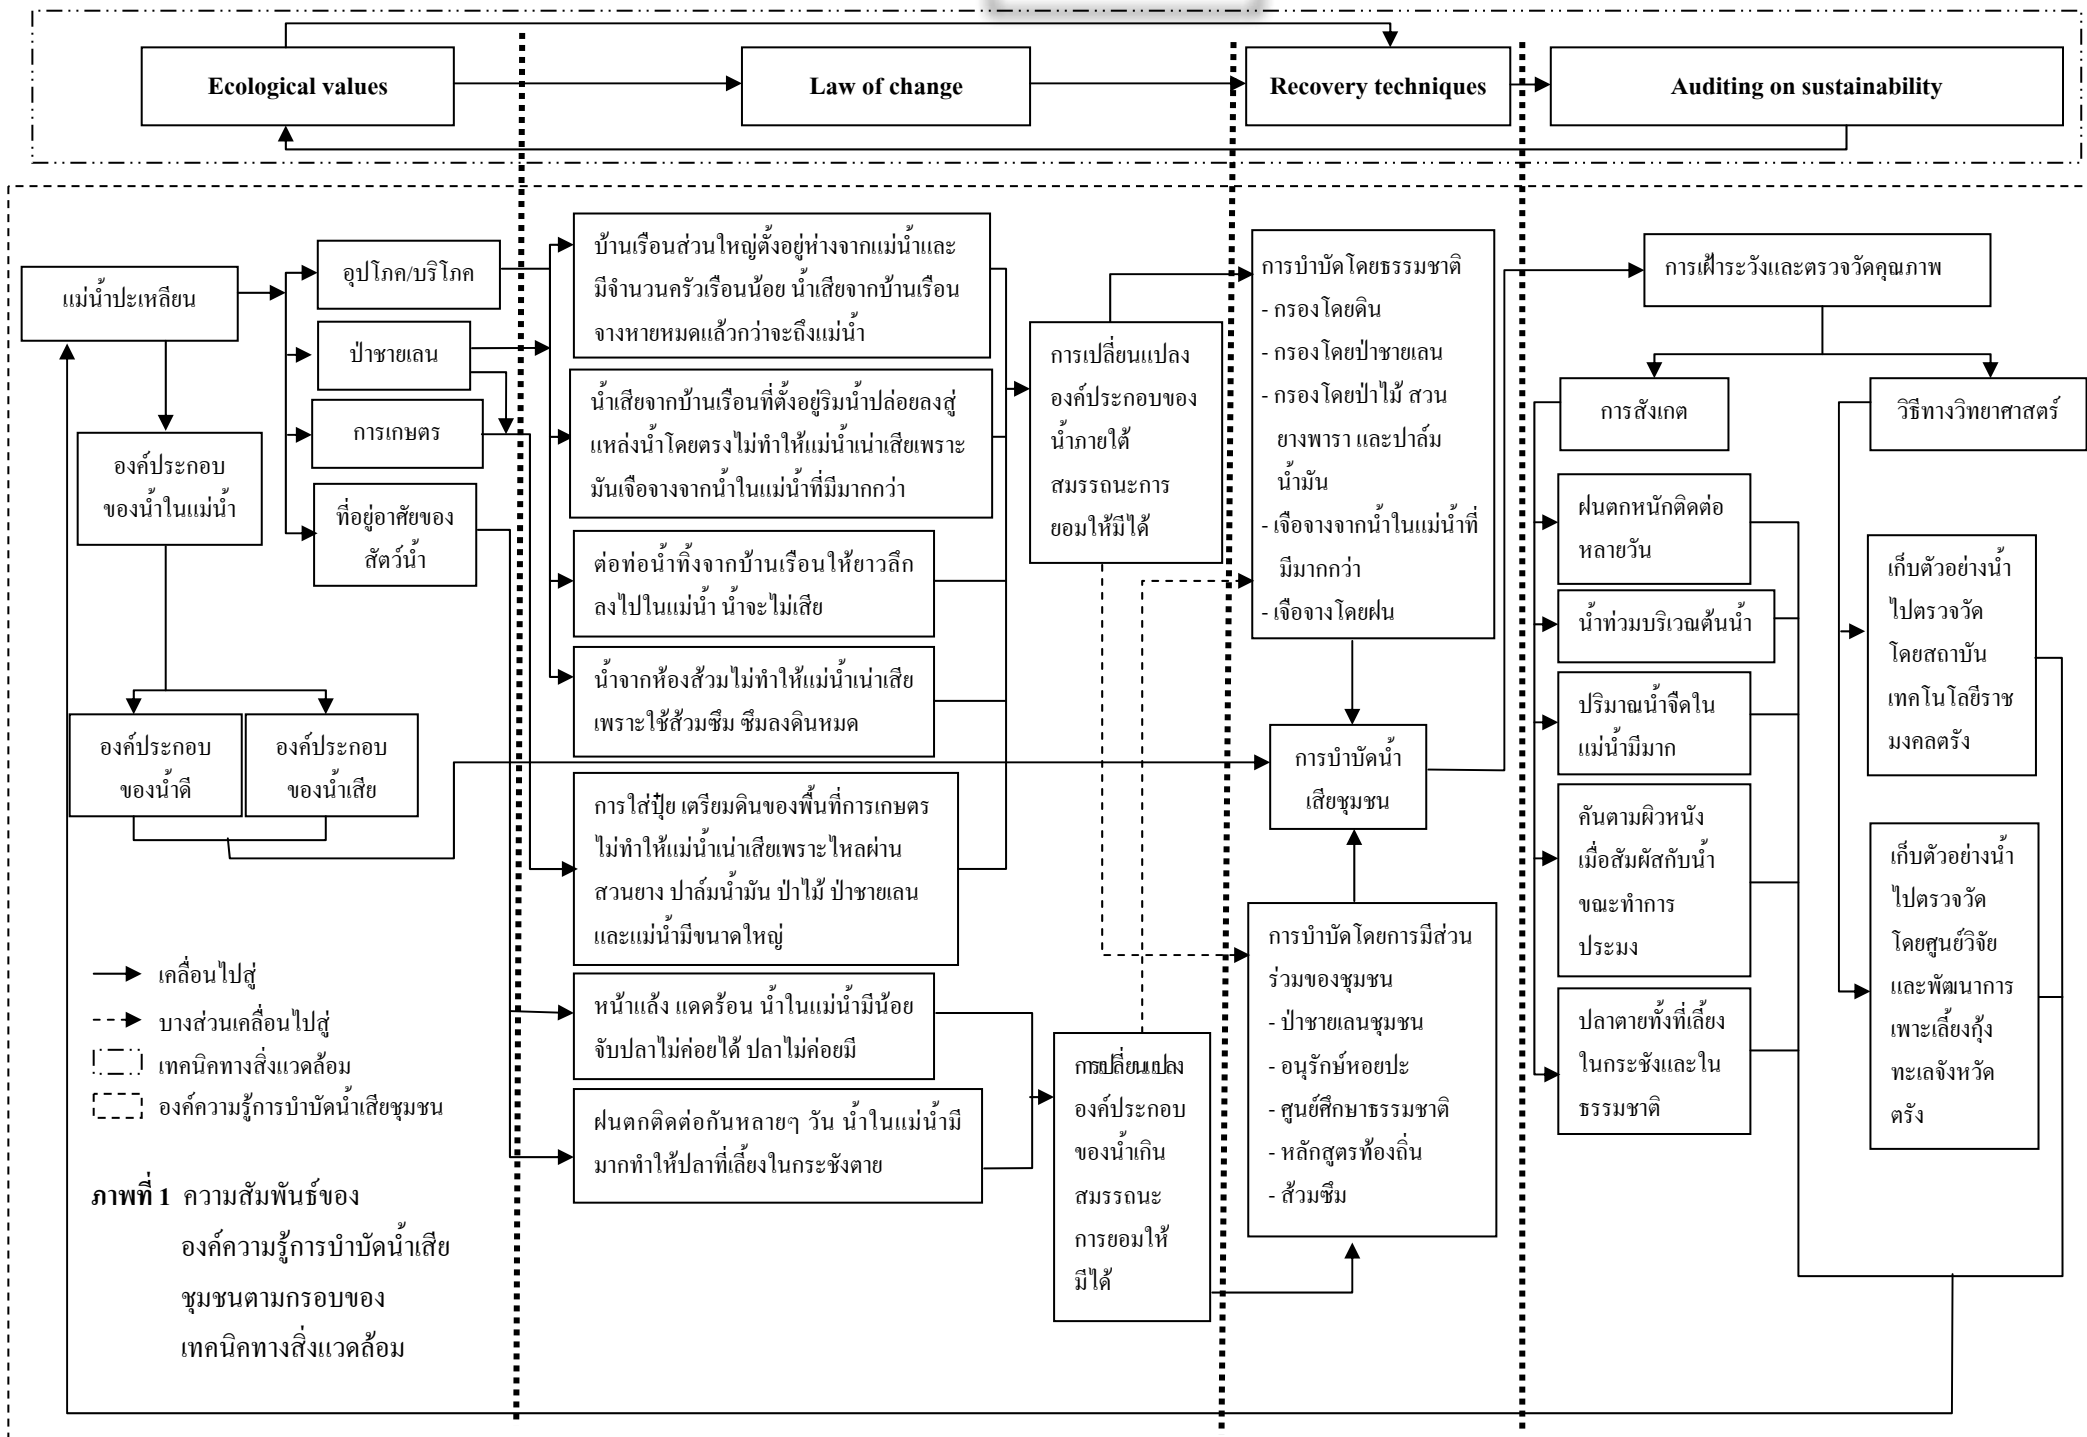 Ecological values
Law of change
Recovery techniques
Auditing on sustainability
แม่น้ำปะเหลียน
องค์ประกอบ
ของน้ำในแม่น้ำ
องค์ประกอบ
ของน้ำดี
องค์ประกอบ
ของน้ำเสีย
อุปโภค/บริโภค
ป่าชายเลน
การเกษตร
ที่อยู่อาศัยของ
สัตว์น้ำ
บ้านเรือนส่วนใหญ่ตั้งอยู่ห่างจากแม่น้ำและ
มีจำนวนครัวเรือนน้อย น้ำเสียจากบ้านเรือน
จางหายหมดแล้วกว่าจะถึงแม่น้ำ
น้ำเสียจากบ้านเรือนที่ตั้งอยู่ริมน้ำปล่อยลงสู่
แหล่งน้ำโดยตรงไม่ทำให้แม่น้ำเน่าเสียเพราะ
มันเจือจางจากน้ำในแม่น้ำที่มีมากกว่า
ต่อท่อน้ำทิ้งจากบ้านเรือนให้ยาวลึก
ลงไปในแม่น้ำ น้ำจะไม่เสีย
น้ำจากห้องส้วมไม่ทำให้แม่น้ำเน่าเสีย
เพราะใช้ส้วมซึม ซึมลงดินหมด
การใส่ปุ๋ย เตรียมดินของพื้นที่การเกษตร
ไม่ทำให้แม่น้ำเน่าเสียเพราะไหลผ่าน
สวนยาง ปาล์มน้ำมัน ป่าไม้ ป่าชายเลน
และแม่น้ำมีขนาดใหญ่
หน้าแล้ง แดดร้อน น้ำในแม่น้ำมีน้อย
จับปลาไม่ค่อยได้ ปลาไม่ค่อยมี
ฝนตกติดต่อกันหลายๆ วัน น้ำในแม่น้ำมี
มากทำให้ปลาที่เลี้ยงในกระชังตาย
การเปลี่ยนแปลง
องค์ประกอบของ
น้ำภายใต้
สมรรถนะการ
ยอมให้มีได้
การเปลี่ยนแปลง
องค์ประกอบ
ของน้ำเกิน
สมรรถนะ
การยอมให้
มีได้
การบำบัดโดยธรรมชาติ
- กรองโดยดิน
- กรองโดยป่าชายเลน
- กรองโดยป่าไม้ สวน
ยางพารา และปาล์ม
น้ำมัน
- เจือจางจากน้ำในแม่น้ำที่
มีมากกว่า
- เจือจางโดยฝน
การบำบัดน้ำ
เสียชุมชน
การบำบัดโดยการมีส่วน
ร่วมของชุมชน
- ป่าชายเลนชุมชน
- อนุรักษ์หอยปะ
- ศูนย์ศึกษาธรรมชาติ
- หลักสูตรท้องถิ่น
- ส้วมซึม
การเฝ้าระวังและตรวจวัดคุณภาพ
การสังเกต
วิธีทางวิทยาศาสตร์
ฝนตกหนักติดต่อ
หลายวัน
น้ำท่วมบริเวณต้นน้ำ
ปริมาณน้ำจืดใน
แม่น้ำมีมาก
คันตามผิวหนัง
เมื่อสัมผัสกับน้ำ
ขณะทำการ
ประมง
ปลาตายทั้งที่เลี้ยง
ในกระชังและใน
ธรรมชาติ
เก็บตัวอย่างน้ำ
ไปตรวจวัด
โดยสถาบัน
เทคโนโลยีราช
มงคลตรัง
เก็บตัวอย่างน้ำ
ไปตรวจวัด
โดยศูนย์วิจัย
และพัฒนาการ
เพาะเลี้ยงกุ้ง
ทะเลจังหวัด
ตรัง
เคลื่อนไปสู่
บางส่วนเคลื่อนไปสู่
เทคนิคทางสิ่งแวดล้อม
องค์ความรู้การบำบัดน้ำเสียชุมชน
ภาพที่ 1 ความสัมพันธ์ของ
องค์ความรู้การบำบัดน้ำเสีย
ชุมชนตามกรอบของ
เทคนิคทางสิ่งแวดล้อม